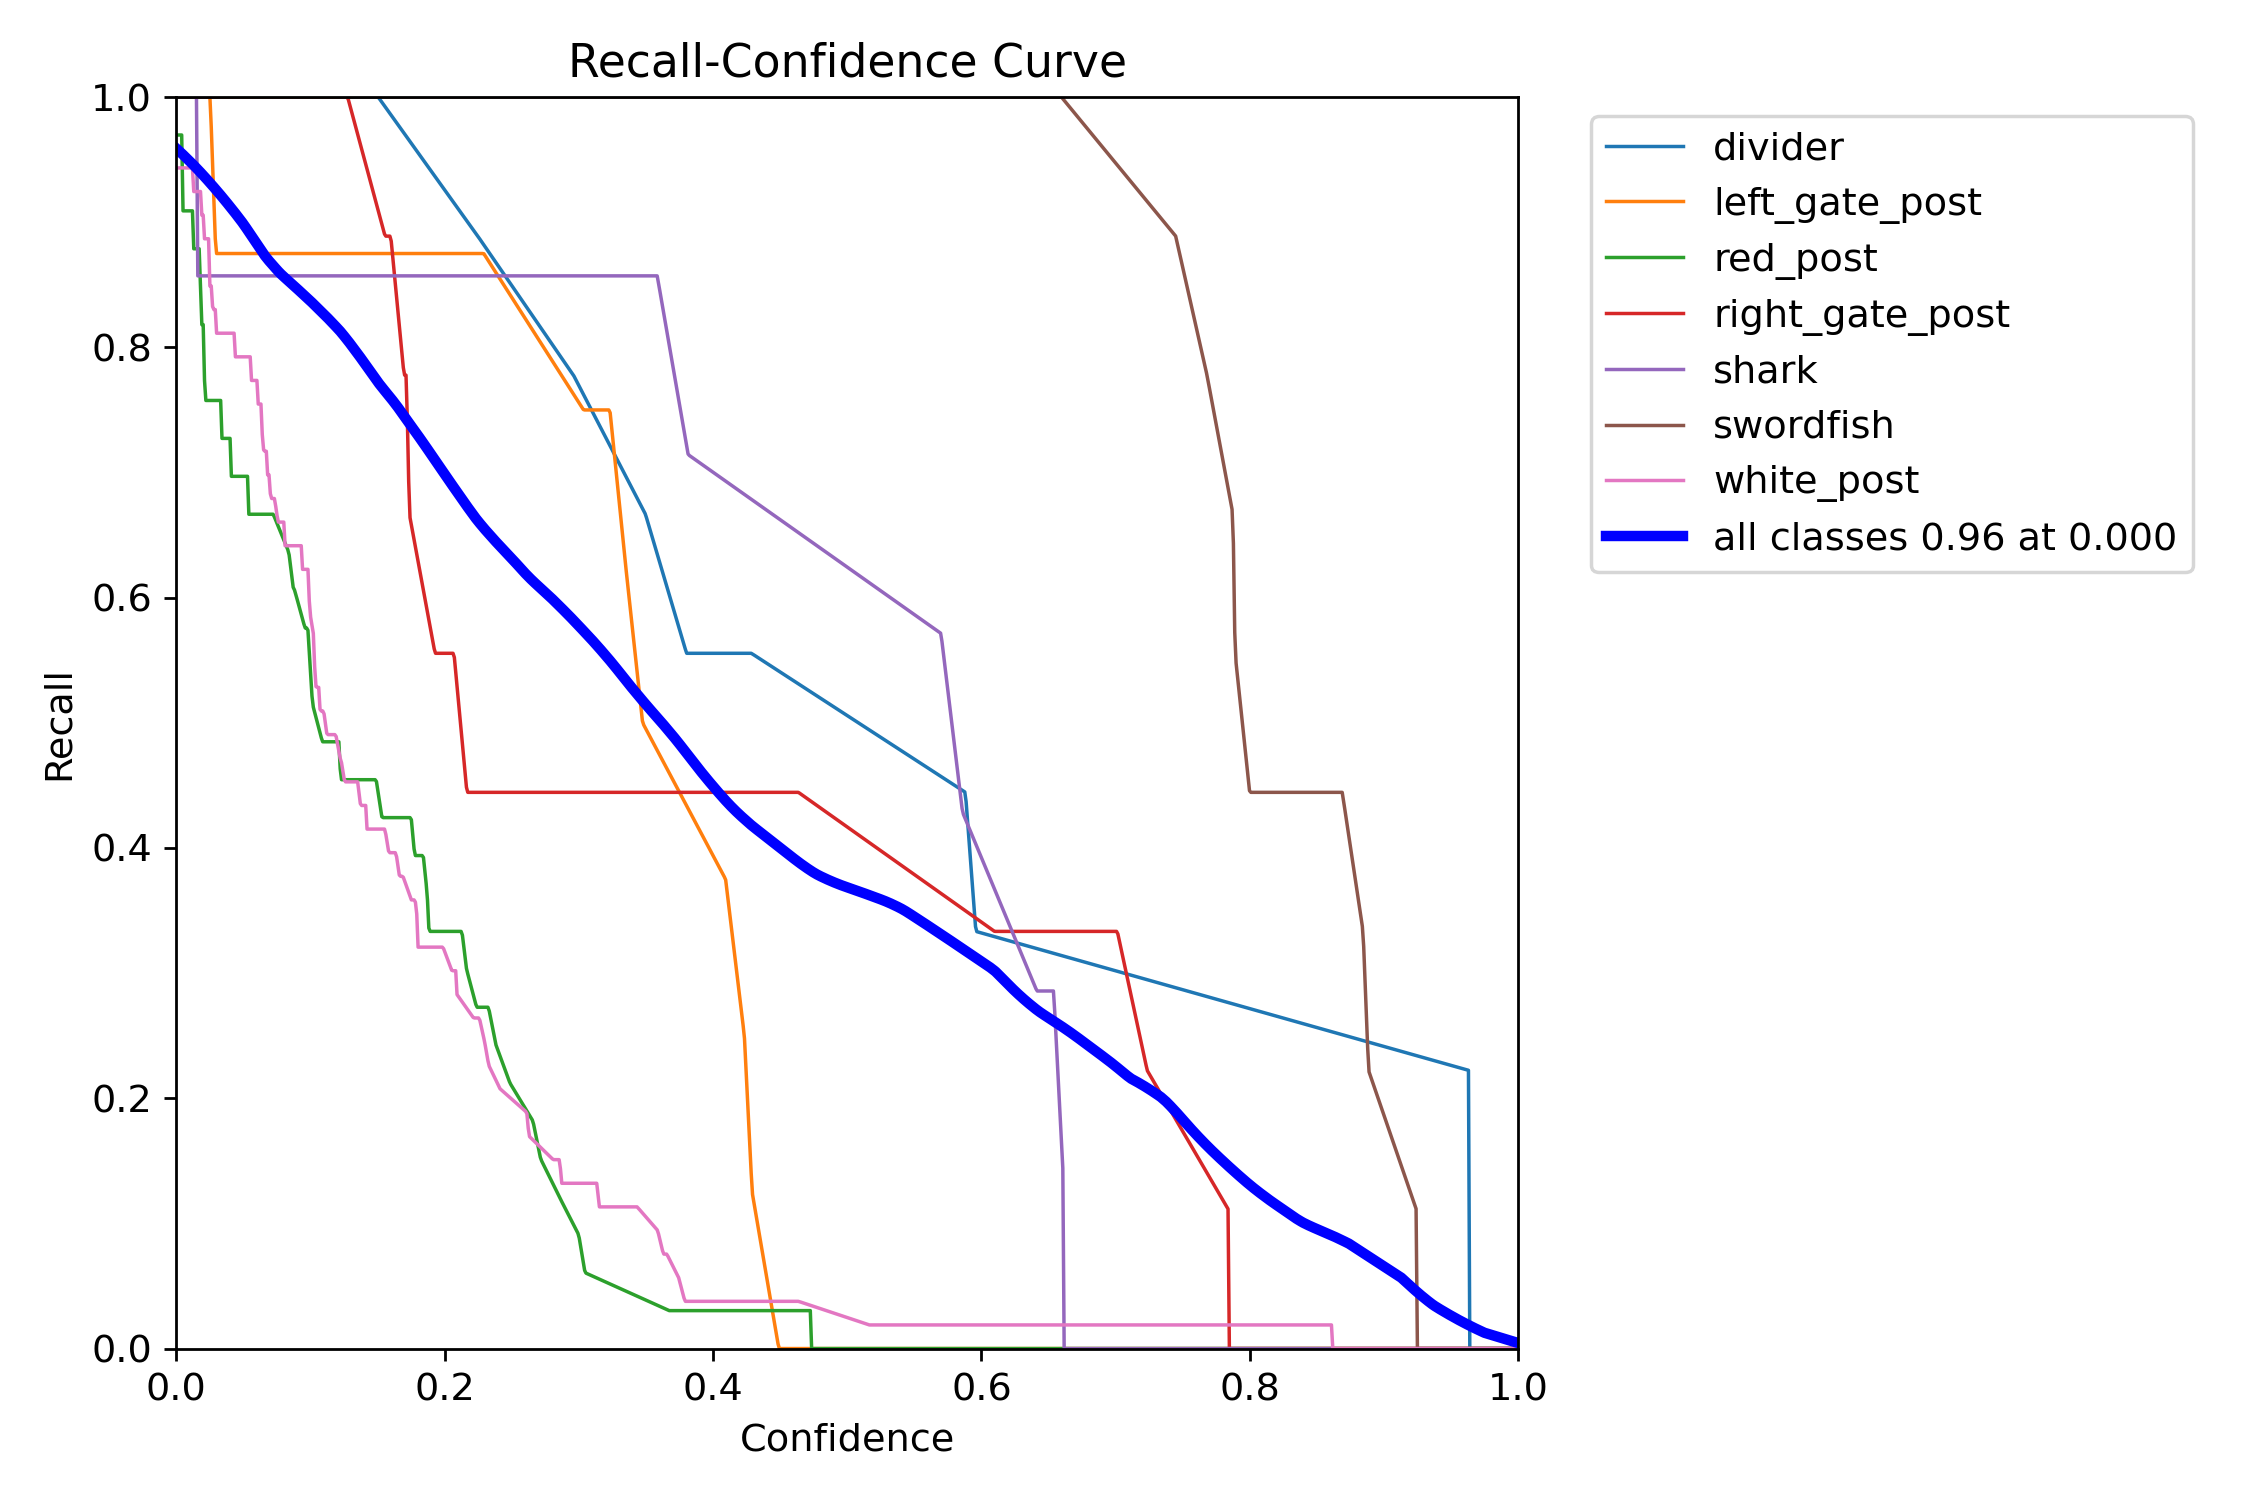 Recall-Confidence Curve
1.0
0.8
0.6
0.4
0.2
0.0
Recall
0.0 0.2 0.4 0.6 0.8 1.0
Confidence
divider
left_gate_post
red_post
right_gate_post
shark
swordfish
white_post
all classes 0.96 at 0.000